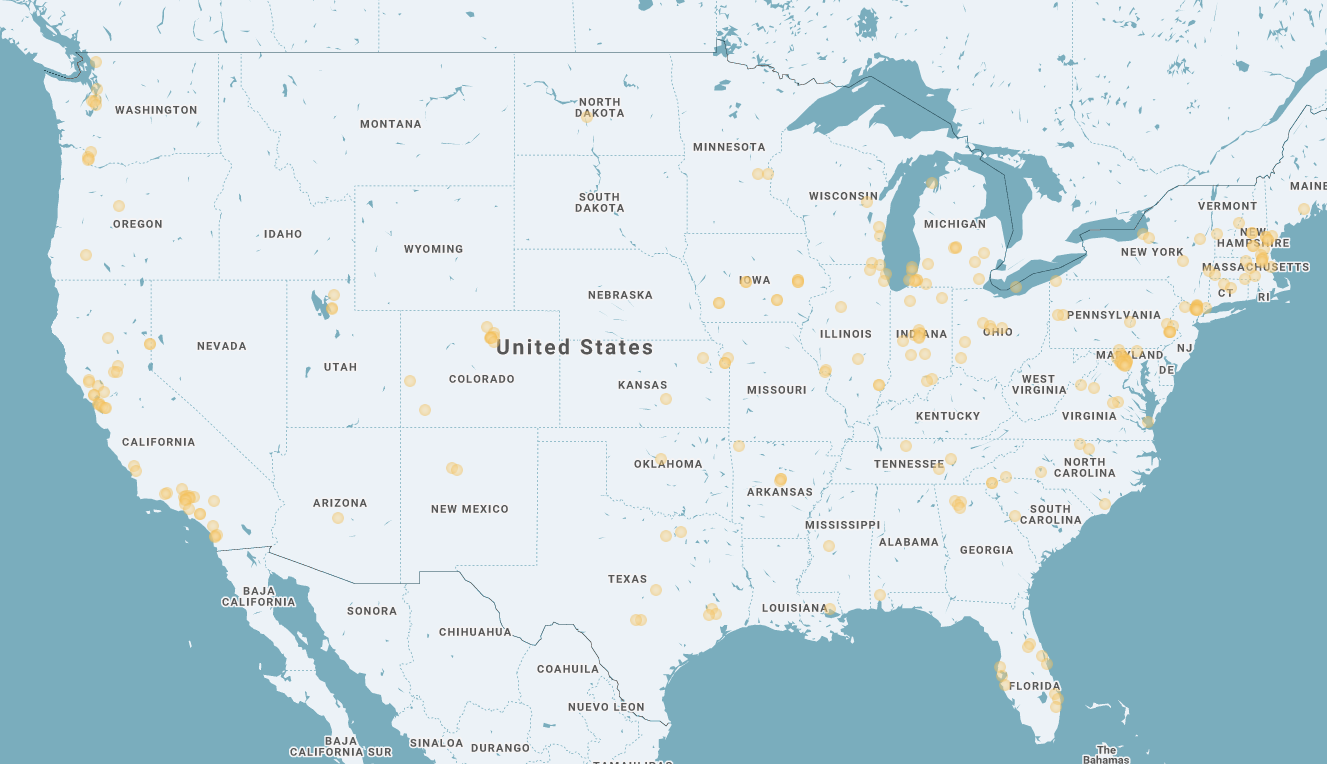 WASHINGTON
MONTANA
NORTH
DAKOTA
MINNESOTA
MAINE
WISCONSIN
VERMONT
SOUTH
DAKOTA
OREGON
IDAHO
WYOMING
MICHIGAN
NEW
HAMPSHIRE
NEW YORK
MASSACHUSETTS
IOWA
NEBRASKA
CT
RI
PENNSYLVANIA
ILLINOIS
INDIANA
OHIO
NEVADA
United States
NJ
MARYLAND
UTAH
COLORADO
DE
KANSAS
MISSOURI
WEST
VIRGINIA
KENTUCKY
VIRGINIA
CALIFORNIA
OKLAHOMA
TENNESSEE
NORTH
CAROLINA
ARIZONA
NEW MEXICO
ARKANSAS
MISSISSIPPI
SOUTH
CAROLINA
ALABAMA
GEORGIA
TEXAS
BAJA
CALIFORNIA
SONORA
LOUISIANA
CHIHUAHUA
COAHUILA
FLORIDA
NUEVO LEON
BAJA
CALIFORNIA SUR
SINALOA
DURANGO
The
Bahamas
TAMAULIPAS